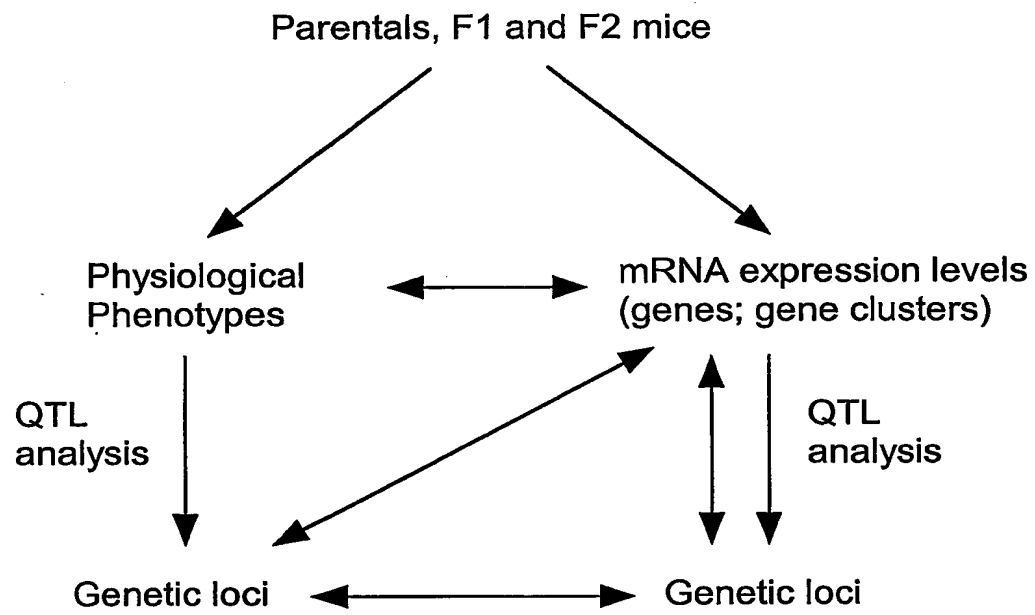 Parentals, F1 and F2 mice
Physiological
Phenotypes
mRNA expression levels
(genes; gene clusters)
QTL
analysis
QTL
analysis
Genetic loci
Genetic loci